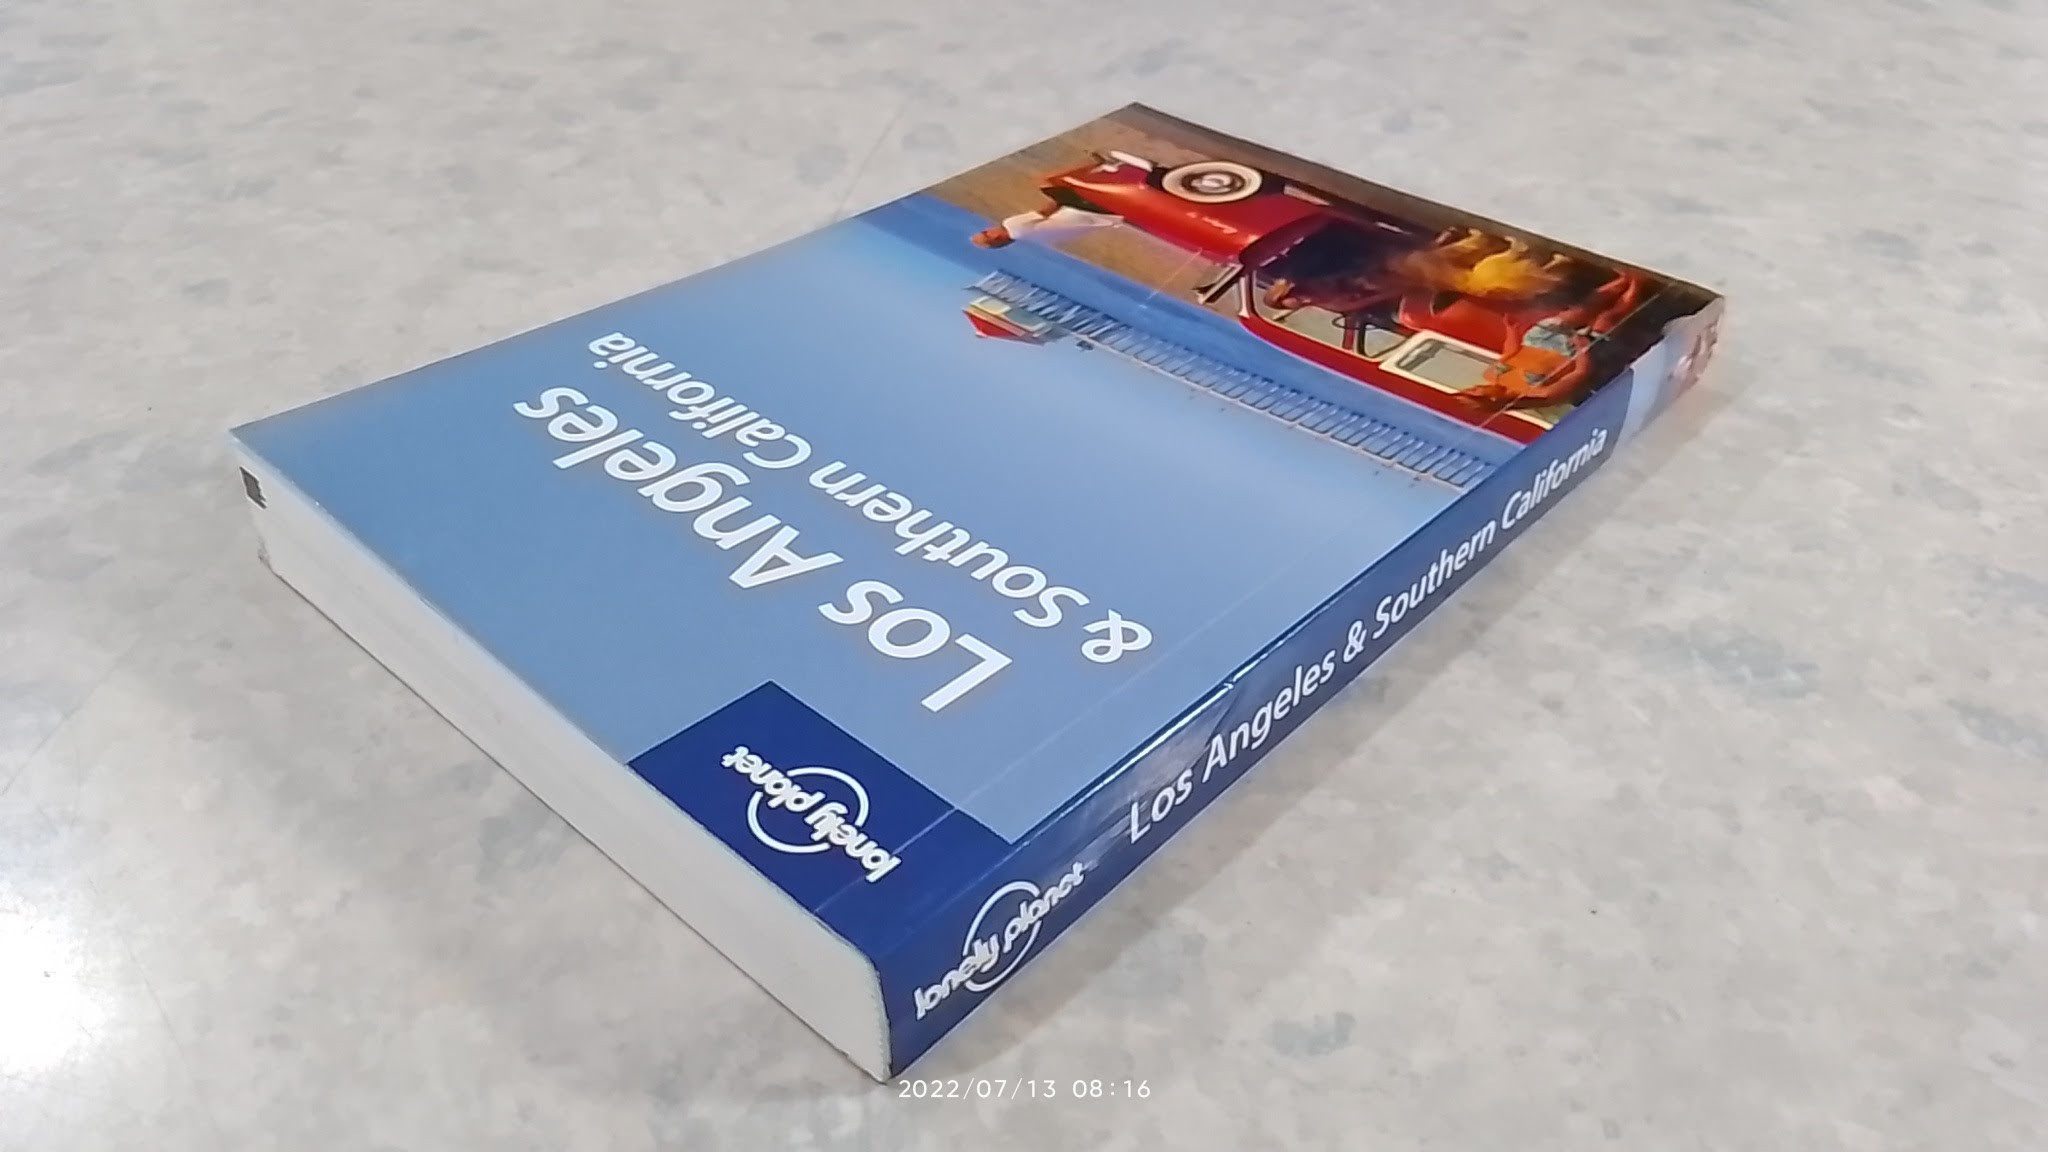 lonely planet
Los Angeles
& Southern California
lonely planet
Los Angeles & Southern California
2022/07/13 08:16